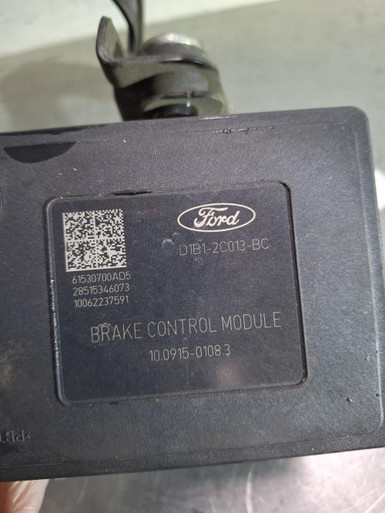 Ford
D1B1-2C013-BC
61530700AD5
28515346073
10062237591
BRAKE CONTROL MODULE
10.0915-0108.3